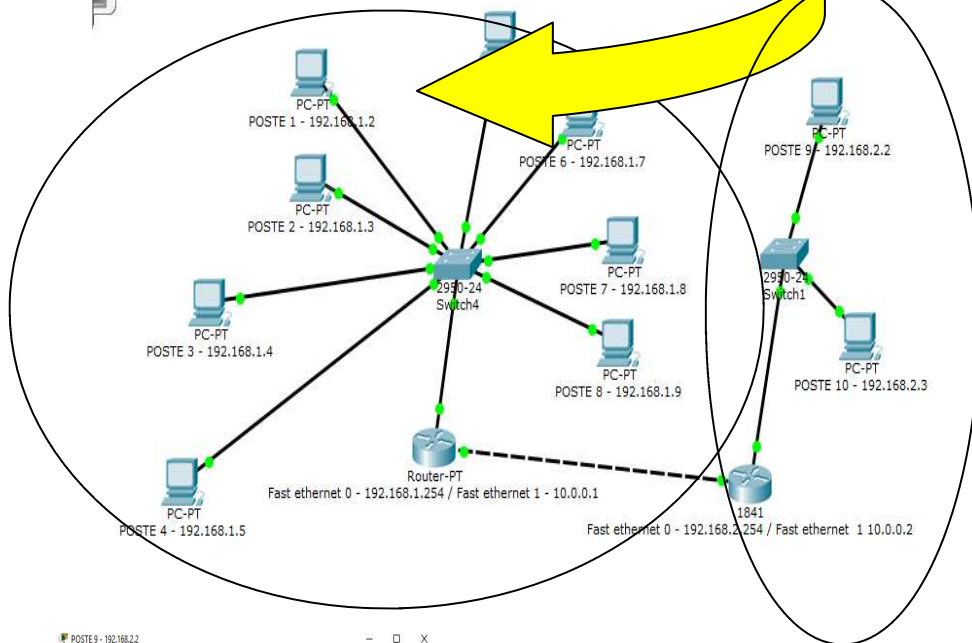 PC-PT
POSTE 1 - 192.168.1.2
PC-PT
POSTE 6 - 192.168.1.7
PC-PT
POSTE 9 - 192.168.2.2
PC-PT
POSTE 2 - 192.168.1.3
PC-PT
POSTE 7 - 192.168.1.8
2950-24
Switch4
2950-24
Switch1
PC-PT
POSTE 3 - 192.168.1.4
PC-PT
POSTE 8 - 192.168.1.9
PC-PT
POSTE 10 - 192.168.2.3
Router-PT
Fast ethernet 0 - 192.168.1.254 / Fast ethernet 1 - 10.0.0.1
PC-PT
POSTE 4 - 192.168.1.5
1841
Fast ethernet 0 - 192.168.2.254 / Fast ethernet 1 10.0.0.2
POSTE 9 - 192.168.2.2